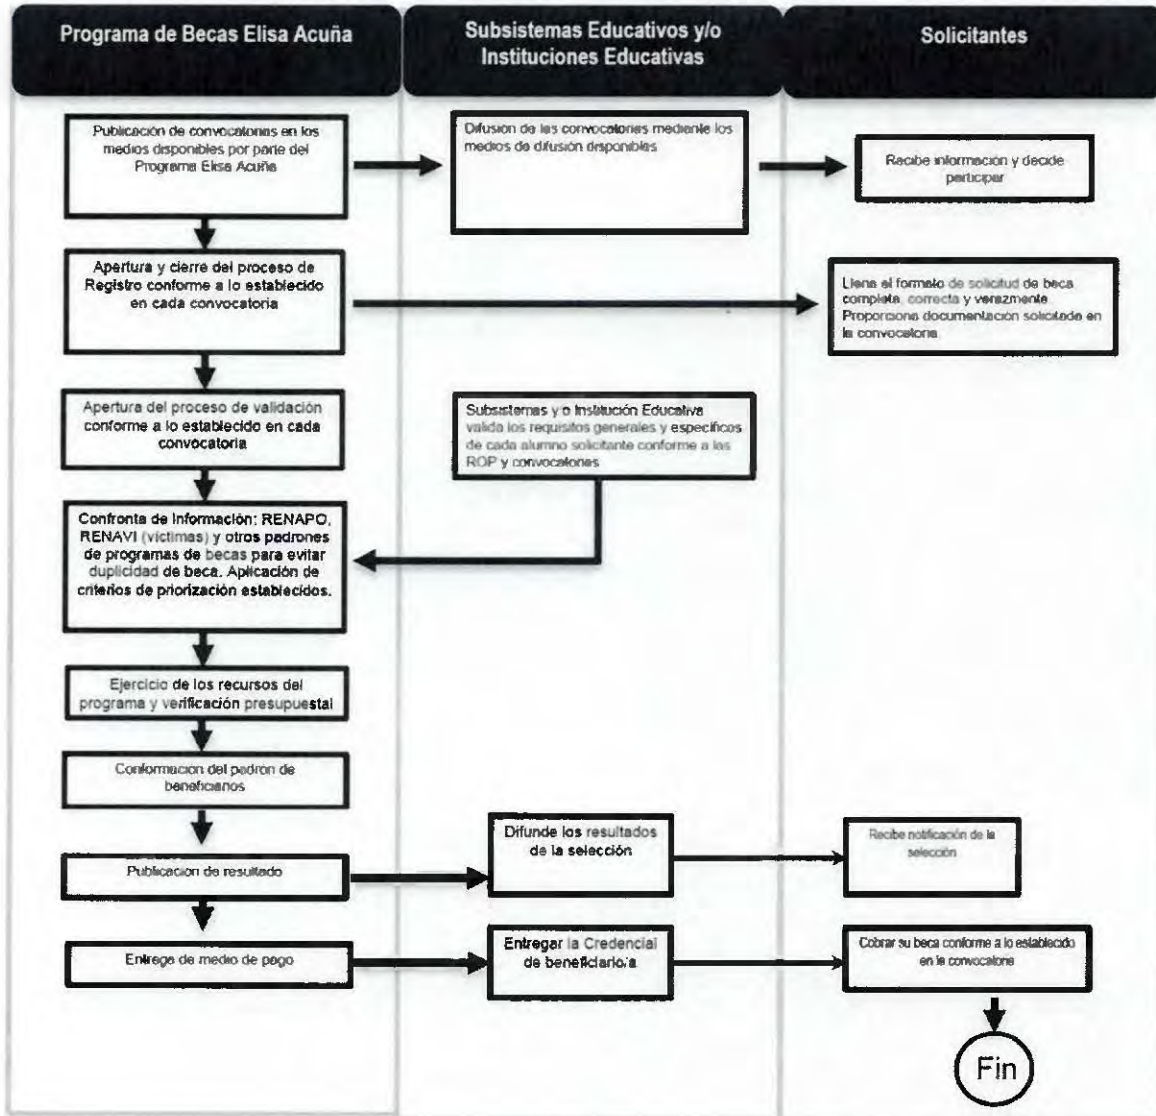 Programa de Becas Elisa Acuña
Subsistemas Educativos y/o
Instituciones Educativas
Solicitantes
Publicación de convocatorias en los
medios disponibles por parte del
Programa Elisa Acuña
Difusión de las convocatorias mediante los
medios de difusión disponibles
Recibe información y decide
participar
Apertura y cierre del proceso de
Registro conforme a lo establecido
en cada convocatoria
Llena el formato de solicitud de beca
completa, correcta y verazmente.
Proporciona documentación solicitada en
la convocatoria
Apertura del proceso de validación
conforme a lo establecido en cada
convocatoria
Subsistemas y o Institución Educativa
valida los requisitos generales y específicos
de cada alumno solicitante conforme a las
ROP y convocatorias
Confronta de Información: RENAPO,
RENAVI (víctimas) y otros padrones
de programas de becas para evitar
duplicidad de beca. Aplicación de
criterios de priorización establecidos.
Ejercicio de los recursos del
programa y verificación presupuestal
Conformación del padrón de
beneficiarios
Publicación de resultado
Difunde los resultados
de la selección
Recibe notificación de la
selección
Entrega de medio de pago
Entregar la Credencial
de beneficiario/a
Cobrar su beca conforme a lo establecido
en la convocatoria
Fin